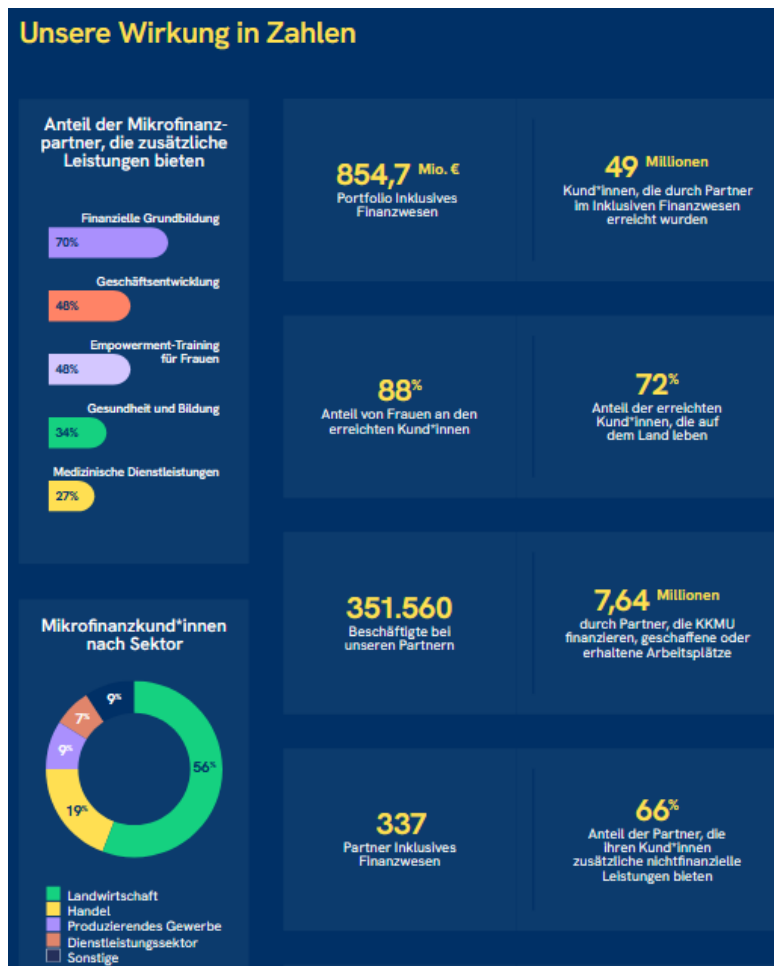 Unsere Wirkung in Zahlen
Anteil der Mikrofinanz-
partner, die zusätzliche
Leistungen bieten
Finanzielle Grundbildung
70%
Geschäftsentwicklung
48%
Empowerment-Training
für Frauen
48%
Gesundheit und Bildung
34%
Medizinische Dienstleistungen
27%
Mikrofinanzkund*innen
nach Sektor
9%
7%
9%
56%
19%
Landwirtschaft
Handel
Produzierendes Gewerbe
Dienstleistungssektor
Sonstige
854,7 Mio. €
Portfolio Inklusives
Finanzwesen
49 Millionen
Kund*innen, die durch Partner
im Inklusiven Finanzwesen
erreicht wurden
88%
Anteil von Frauen an den
erreichten Kund*innen
72%
Anteil der erreichten
Kund*innen, die auf
dem Land leben
351.560
Beschäftigte bei
unseren Partnern
7,64 Millionen
durch Partner, die KKMU
finanzieren, geschaffene oder
erhaltene Arbeitsplätze
337
Partner Inklusives
Finanzwesen
66%
Anteil der Partner, die
ihren Kund*innen
zusätzliche nichtfinanzielle
Leistungen bieten